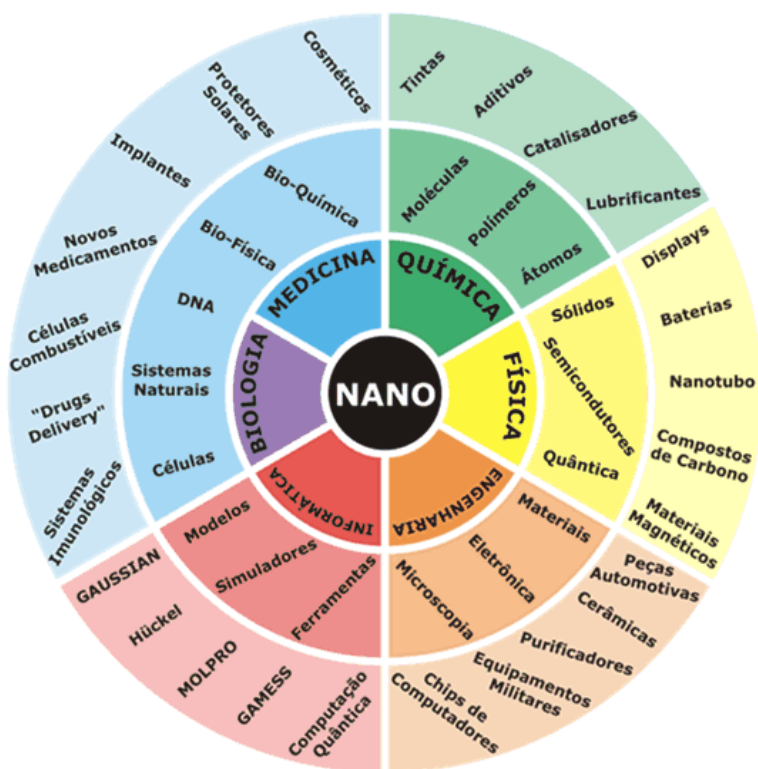 NANO
MEDICINA
QUÍMICA
FÍSICA
ENGENHARIA
INFORMÁTICA
BIOLOGIA
Bio-Química
Bio-Física
DNA
Sistemas
Naturais
Células
Moléculas
Polímeros
Átomos
Sólidos
Semicondutores
Quântica
Materiais
Eletrônica
Microscopia
Ferramentas
Simuladores
Modelos
Cosméticos
Protetores
Solares
Implantes
Novos
Medicamentos
Células
Combustíveis
"Drugs
Delivery"
Sistemas
Imunológicos
Tintas
Aditivos
Catalisadores
Lubrificantes
Displays
Baterias
Nanotubo
Compostos
de Carbono
Materiais
Magnéticos
Peças
Automotivas
Cerâmicas
Purificadores
Equipamentos
Militares
Chips de
Computadores
Computação
Quântica
GAMESS
MOLPRO
Hückel
GAUSSIAN